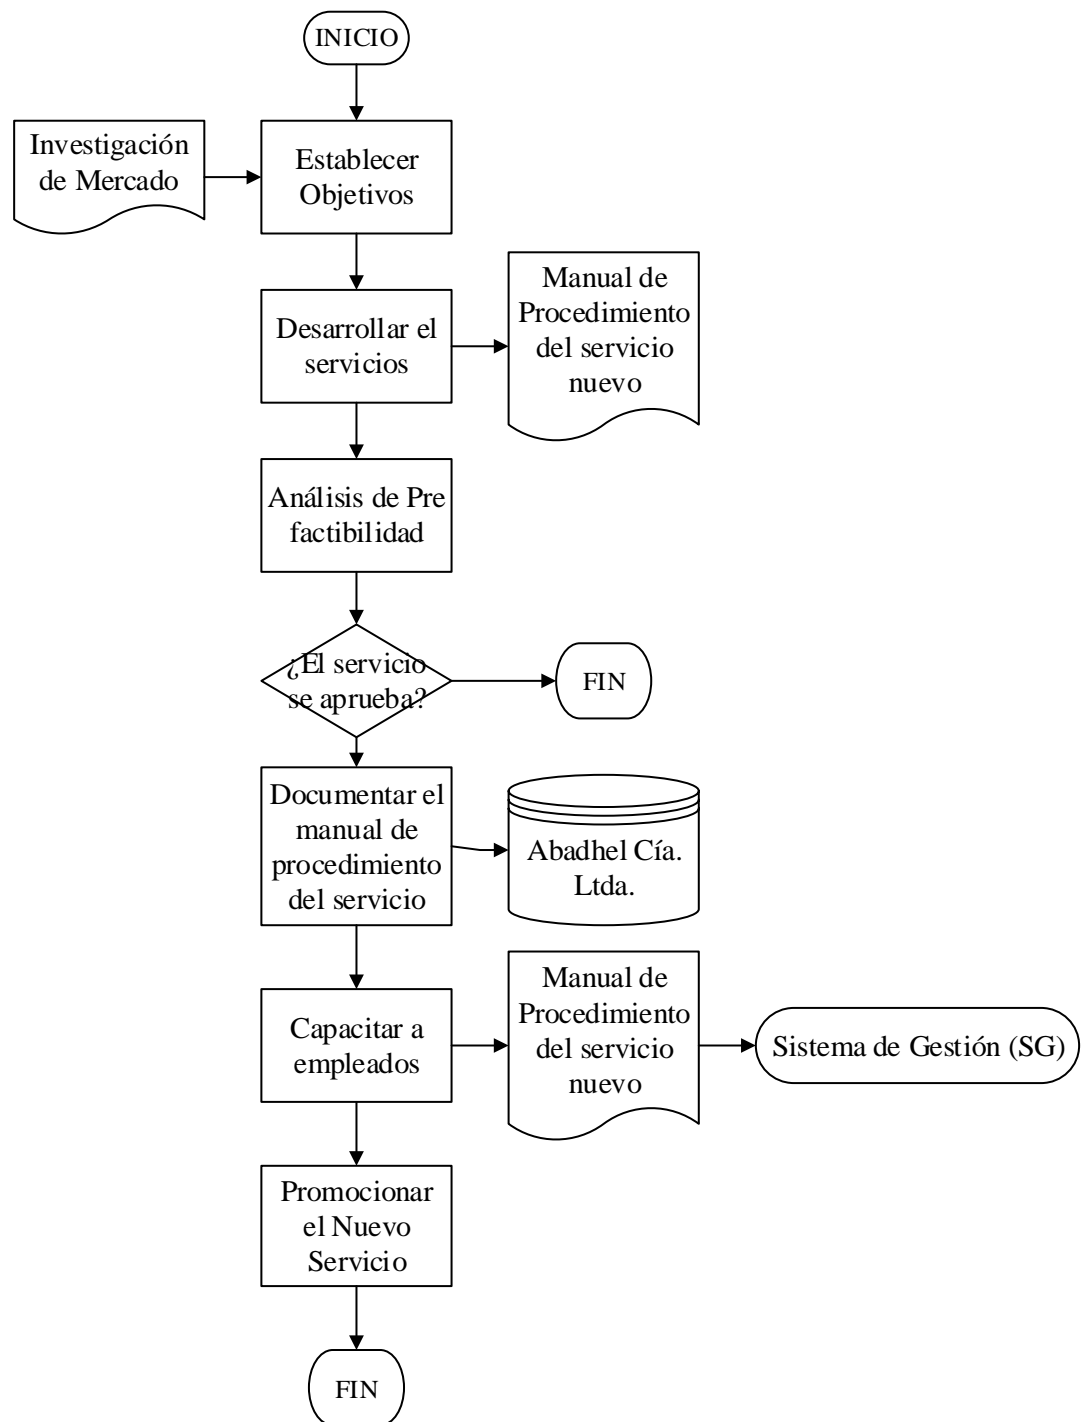 INICIO
Investigación
de Mercado
Establecer
Objetivos
Desarrollar el
servicios
Manual de
Procedimiento
del servicio
nuevo
Análisis de Pre
factibilidad
¿El servicio
se aprueba?
FIN
Documentar el
manual de
procedimiento
del servicio
Abadhel Cía.
Ltda.
Capacitar a
empleados
Manual de
Procedimiento
del servicio
nuevo
Sistema de Gestión (SG)
Promocionar
el Nuevo
Servicio
FIN